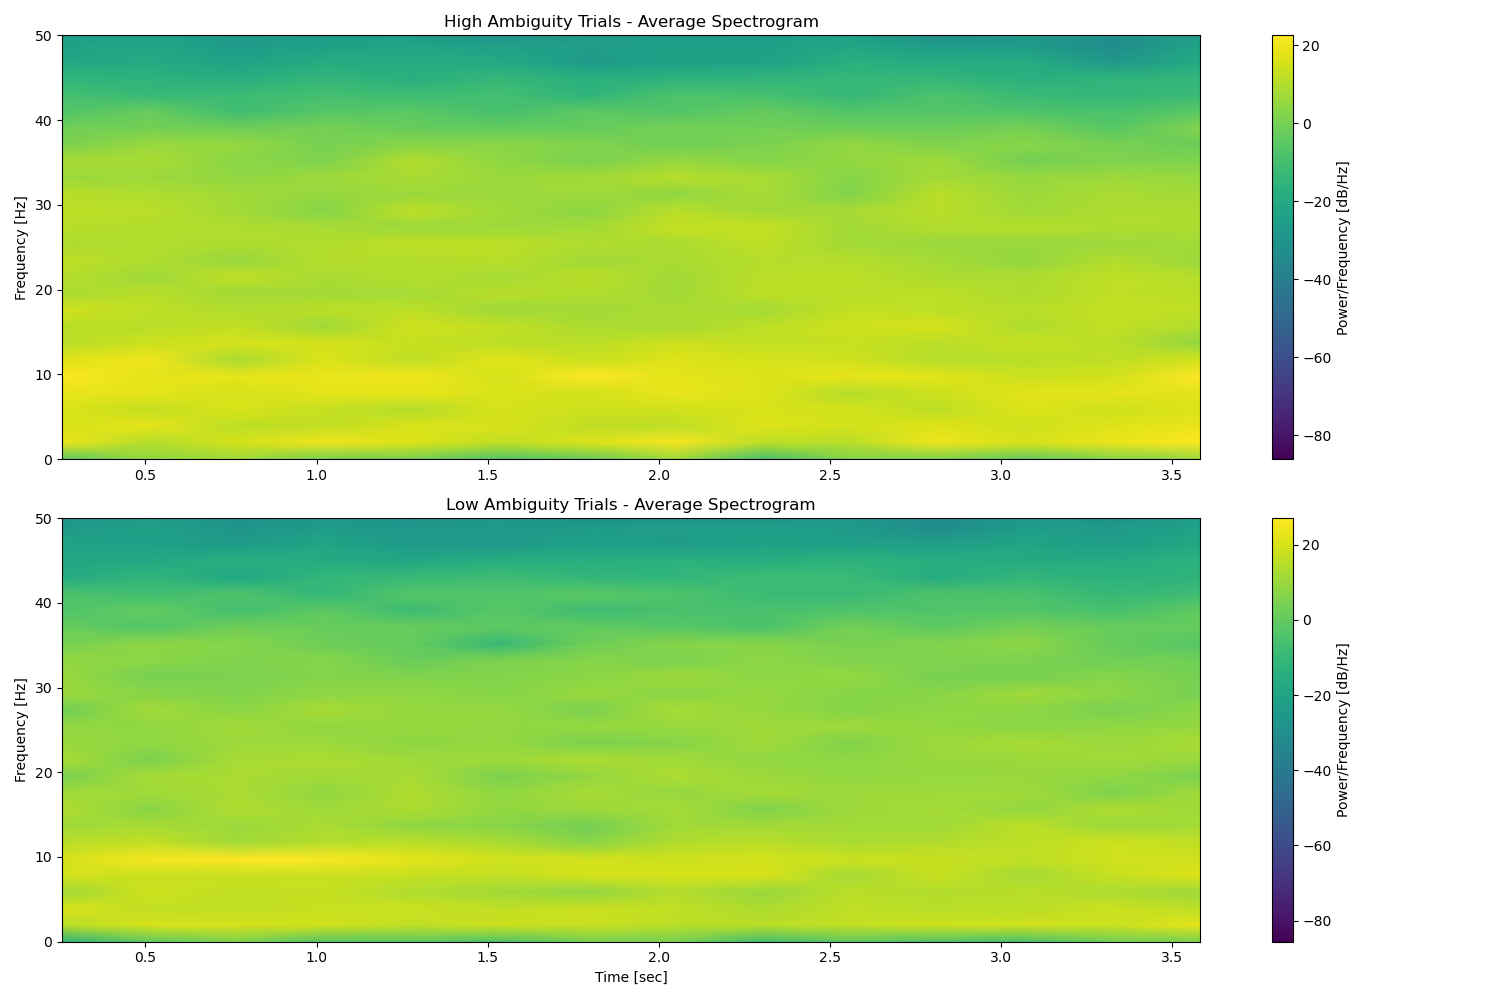 High Ambiguity Trials - Average Spectrogram
Frequency [Hz]
50
40
30
20
10
0
0.5 1.0 1.5 2.0 2.5 3.0 3.5
20
0
−20
−40
−60
−80
Power/Frequency [dB/Hz]
Low Ambiguity Trials - Average Spectrogram
Frequency [Hz]
50
40
30
20
10
0
0.5 1.0 1.5 2.0 2.5 3.0 3.5
Time [sec]
20
0
−20
−40
−60
−80
Power/Frequency [dB/Hz]